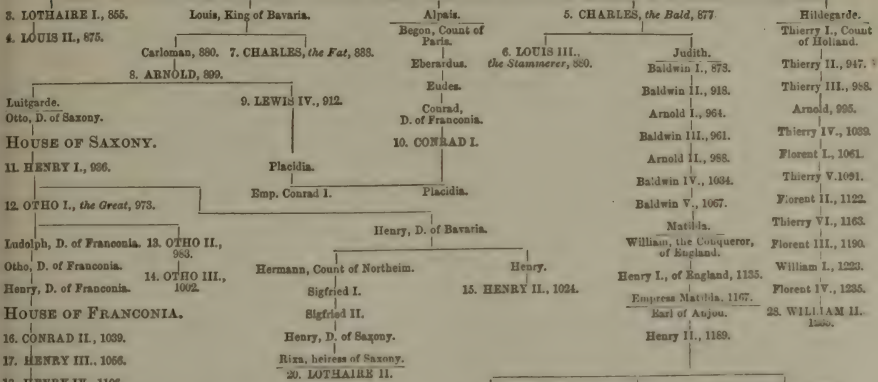 3. LOTHAIRE I., 855.
4. LOUIS II., 875.
Louis, King of Bavaria.
Carloman, 880. 7. CHARLES, the Fat, 888.
8. ARNOLD, 899.
Luitgarde.
Otto, D. of Saxony.
9. LEWIS IV., 912.
HOUSE OF SAXONY.
11. HENRY I., 936.
Placidia.
Emp. Conrad I.
Alpais.
Begon, Count of
Paris.
Eberardus.
Eudes.
Conrad,
D. of Franconia.
10. CONRAD I.
Placidia.
12. OTHO I., the Great, 973.
Ludolph, D. of Franconia. 13. OTHO II.,
983.
Otho, D. of Franconia.
14. OTHO III.,
1002.
Henry, D. of Franconia.
HOUSE OF FRANCONIA.
16. CONRAD II., 1039.
17. HENRY III., 1056.
18. HENRY IV., 1106.
Henry, D. of Bavaria.
Hermann, Count of Northeim.
Sigfried I.
Sigfried II.
Henry, D. of Saxony.
Rixa, heiress of Saxony.
20. LOTHAIRE II.
Henry.
15. HENRY II., 1024.
5. CHARLES, the Bald, 877.
6. LOUIS III.,
the Stammerer, 880.
Judith.
Baldwin I., 873.
Baldwin II., 918.
Arnold I., 964.
Baldwin III., 961.
Arnold II., 988.
Baldwin IV., 1034.
Baldwin V., 1067.
Matilda.
William, the Conqueror,
of England.
Henry I., of England, 1135.
Empress Matilda. 1167.
Earl of Anjou.
Henry II., 1189.
Hildegarde.
Thierry I., Count
of Holland.
Thierry II., 947.
Thierry III., 988.
Arnold, 995.
Thierry IV., 1039.
Florent I., 1061.
Thierry V. 1091.
Florent II., 1122.
Thierry VI., 1163.
Florent III., 1190.
William I., 1223.
Florent IV., 1235.
28. WILLIAM II.